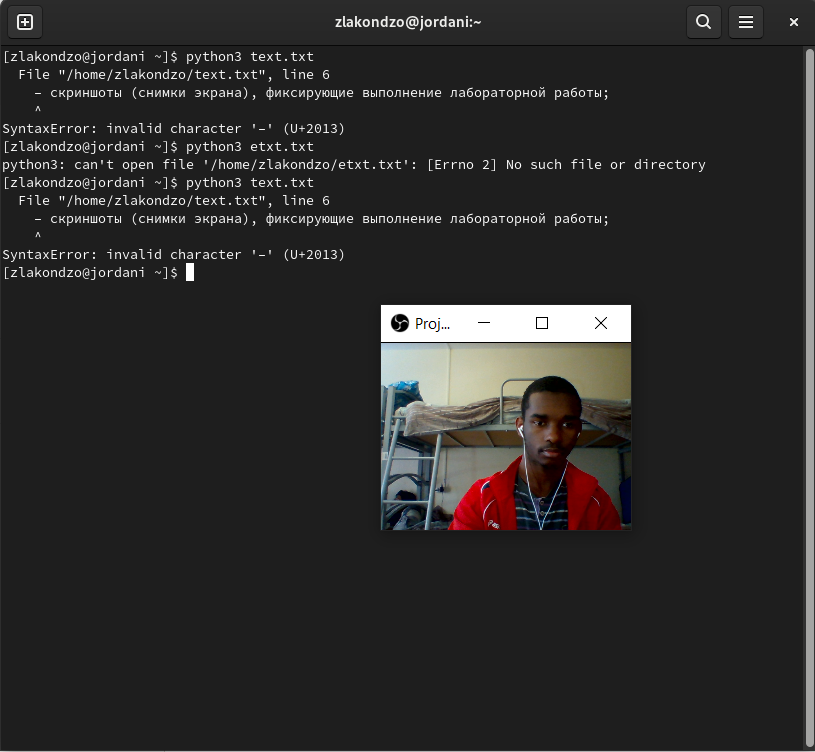 zlakondzo@jordani:~
[zlakondzo@jordani ~]$ python3 text.txt
  File "/home/zlakondzo/text.txt", line 6
    – скриншоты (снимки экрана), фиксирующие выполнение лабораторной работы;
    ^
SyntaxError: invalid character '–' (U+2013)
[zlakondzo@jordani ~]$ python3 etxt.txt
python3: can't open file '/home/zlakondzo/etxt.txt': [Errno 2] No such file or directory
[zlakondzo@jordani ~]$ python3 text.txt
  File "/home/zlakondzo/text.txt", line 6
    – скриншоты (снимки экрана), фиксирующие выполнение лабораторной работы;
    ^
SyntaxError: invalid character '–' (U+2013)
[zlakondzo@jordani ~]$
Proj...